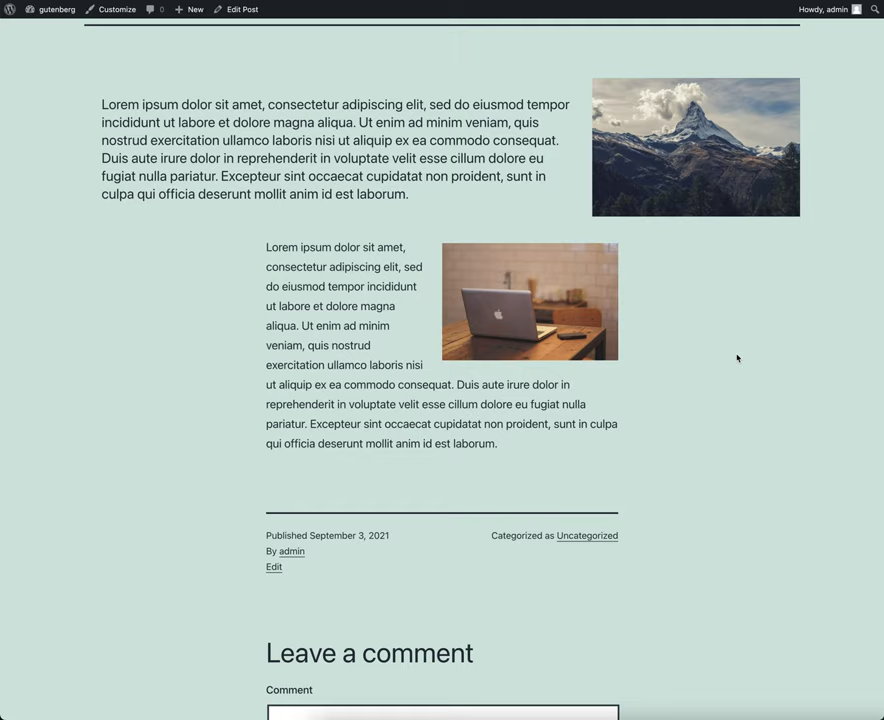 gutenberg Customize 0 New Edit Post Howdy, admin
Lorem ipsum dolor sit amet, consectetur adipiscing elit, sed do eiusmod tempor
incididunt ut labore et dolore magna aliqua. Ut enim ad minim veniam, quis
nostrud exercitation ullamco laboris nisi ut aliquip ex ea commodo consequat.
Duis aute irure dolor in reprehenderit in voluptate velit esse cillum dolore eu
fugiat nulla pariatur. Excepteur sint occaecat cupidatat non proident, sunt in
culpa qui officia deserunt mollit anim id est laborum.
Lorem ipsum dolor sit amet,
consectetur adipiscing elit, sed
do eiusmod tempor incididunt
ut labore et dolore magna
aliqua. Ut enim ad minim
veniam, quis nostrud
exercitation ullamco laboris nisi
ut aliquip ex ea commodo consequat. Duis aute irure dolor in
reprehenderit in voluptate velit esse cillum dolore eu fugiat nulla
pariatur. Excepteur sint occaecat cupidatat non proident, sunt in culpa
qui officia deserunt mollit anim id est laborum.
Published September 3, 2021
By admin
Edit
Categorized as Uncategorized
Leave a comment
Comment